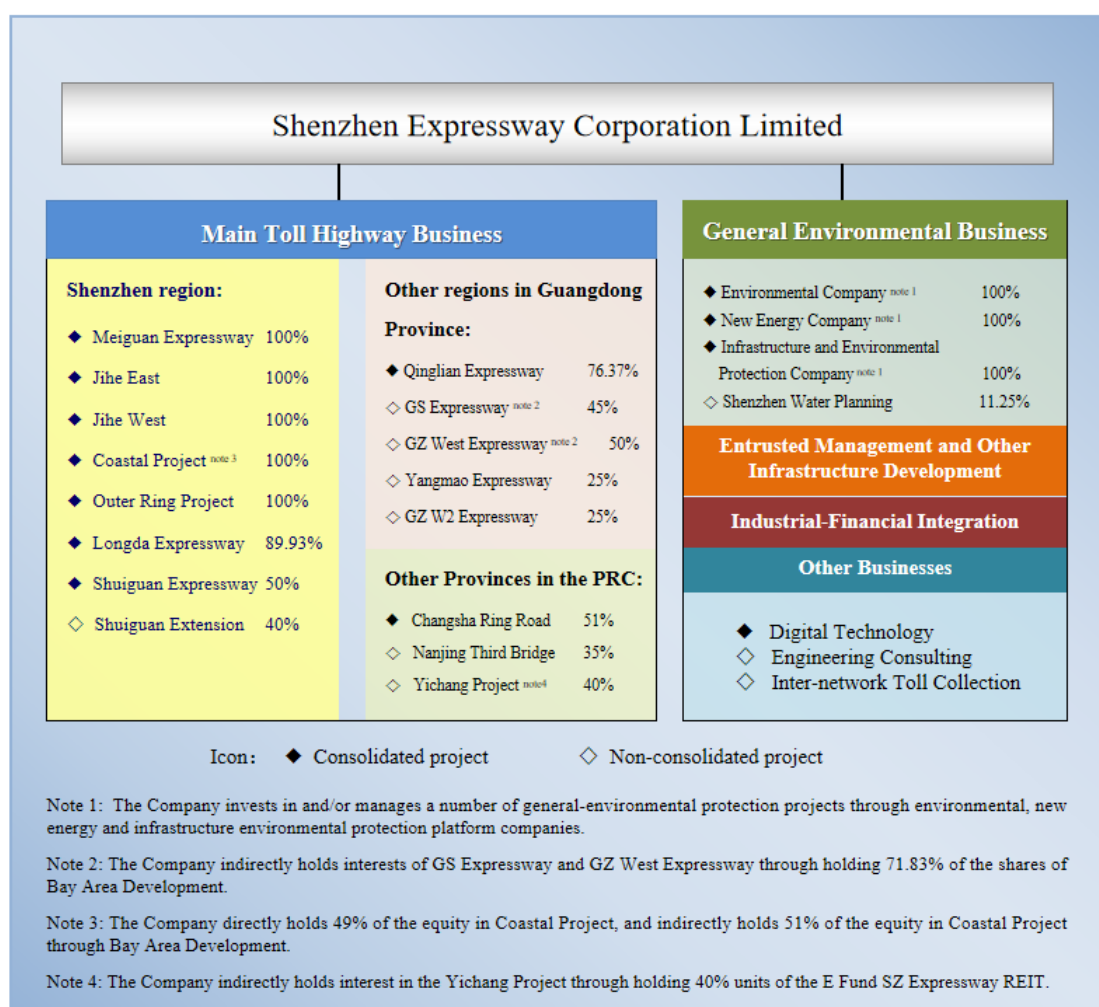 Shenzhen Expressway Corporation Limited
Main Toll Highway Business
Shenzhen region:
◆ Meiguan Expressway 100%
◆ Jihe East 100%
◆ Jihe West 100%
◆ Coastal Project note 3 100%
◆ Outer Ring Project 100%
◆ Longda Expressway 89.93%
◆ Shuiguan Expressway 50%
◇ Shuiguan Extension 40%
Other regions in Guangdong
Province:
◆ Qinglian Expressway 76.37%
◇ GS Expressway note 2 45%
◇ GZ West Expressway note 2 50%
◇ Yangmao Expressway 25%
◇ GZ W2 Expressway 25%
Other Provinces in the PRC:
◆ Changsha Ring Road 51%
◇ Nanjing Third Bridge 35%
◇ Yichang Project note4 40%
General Environmental Business
◆ Environmental Company note 1 100%
◆ New Energy Company note 1 100%
◆ Infrastructure and Environmental
Protection Company note 1 100%
◇ Shenzhen Water Planning 11.25%
Entrusted Management and Other
Infrastructure Development
Industrial-Financial Integration
Other Businesses
◆ Digital Technology
◇ Engineering Consulting
◇ Inter-network Toll Collection
Icon: ◆ Consolidated project ◇ Non-consolidated project
Note 1: The Company invests in and/or manages a number of general-environmental protection projects through environmental, new
energy and infrastructure environmental protection platform companies.
Note 2: The Company indirectly holds interests of GS Expressway and GZ West Expressway through holding 71.83% of the shares of
Bay Area Development.
Note 3: The Company directly holds 49% of the equity in Coastal Project, and indirectly holds 51% of the equity in Coastal Project
through Bay Area Development.
Note 4: The Company indirectly holds interest in the Yichang Project through holding 40% units of the E Fund SZ Expressway REIT.